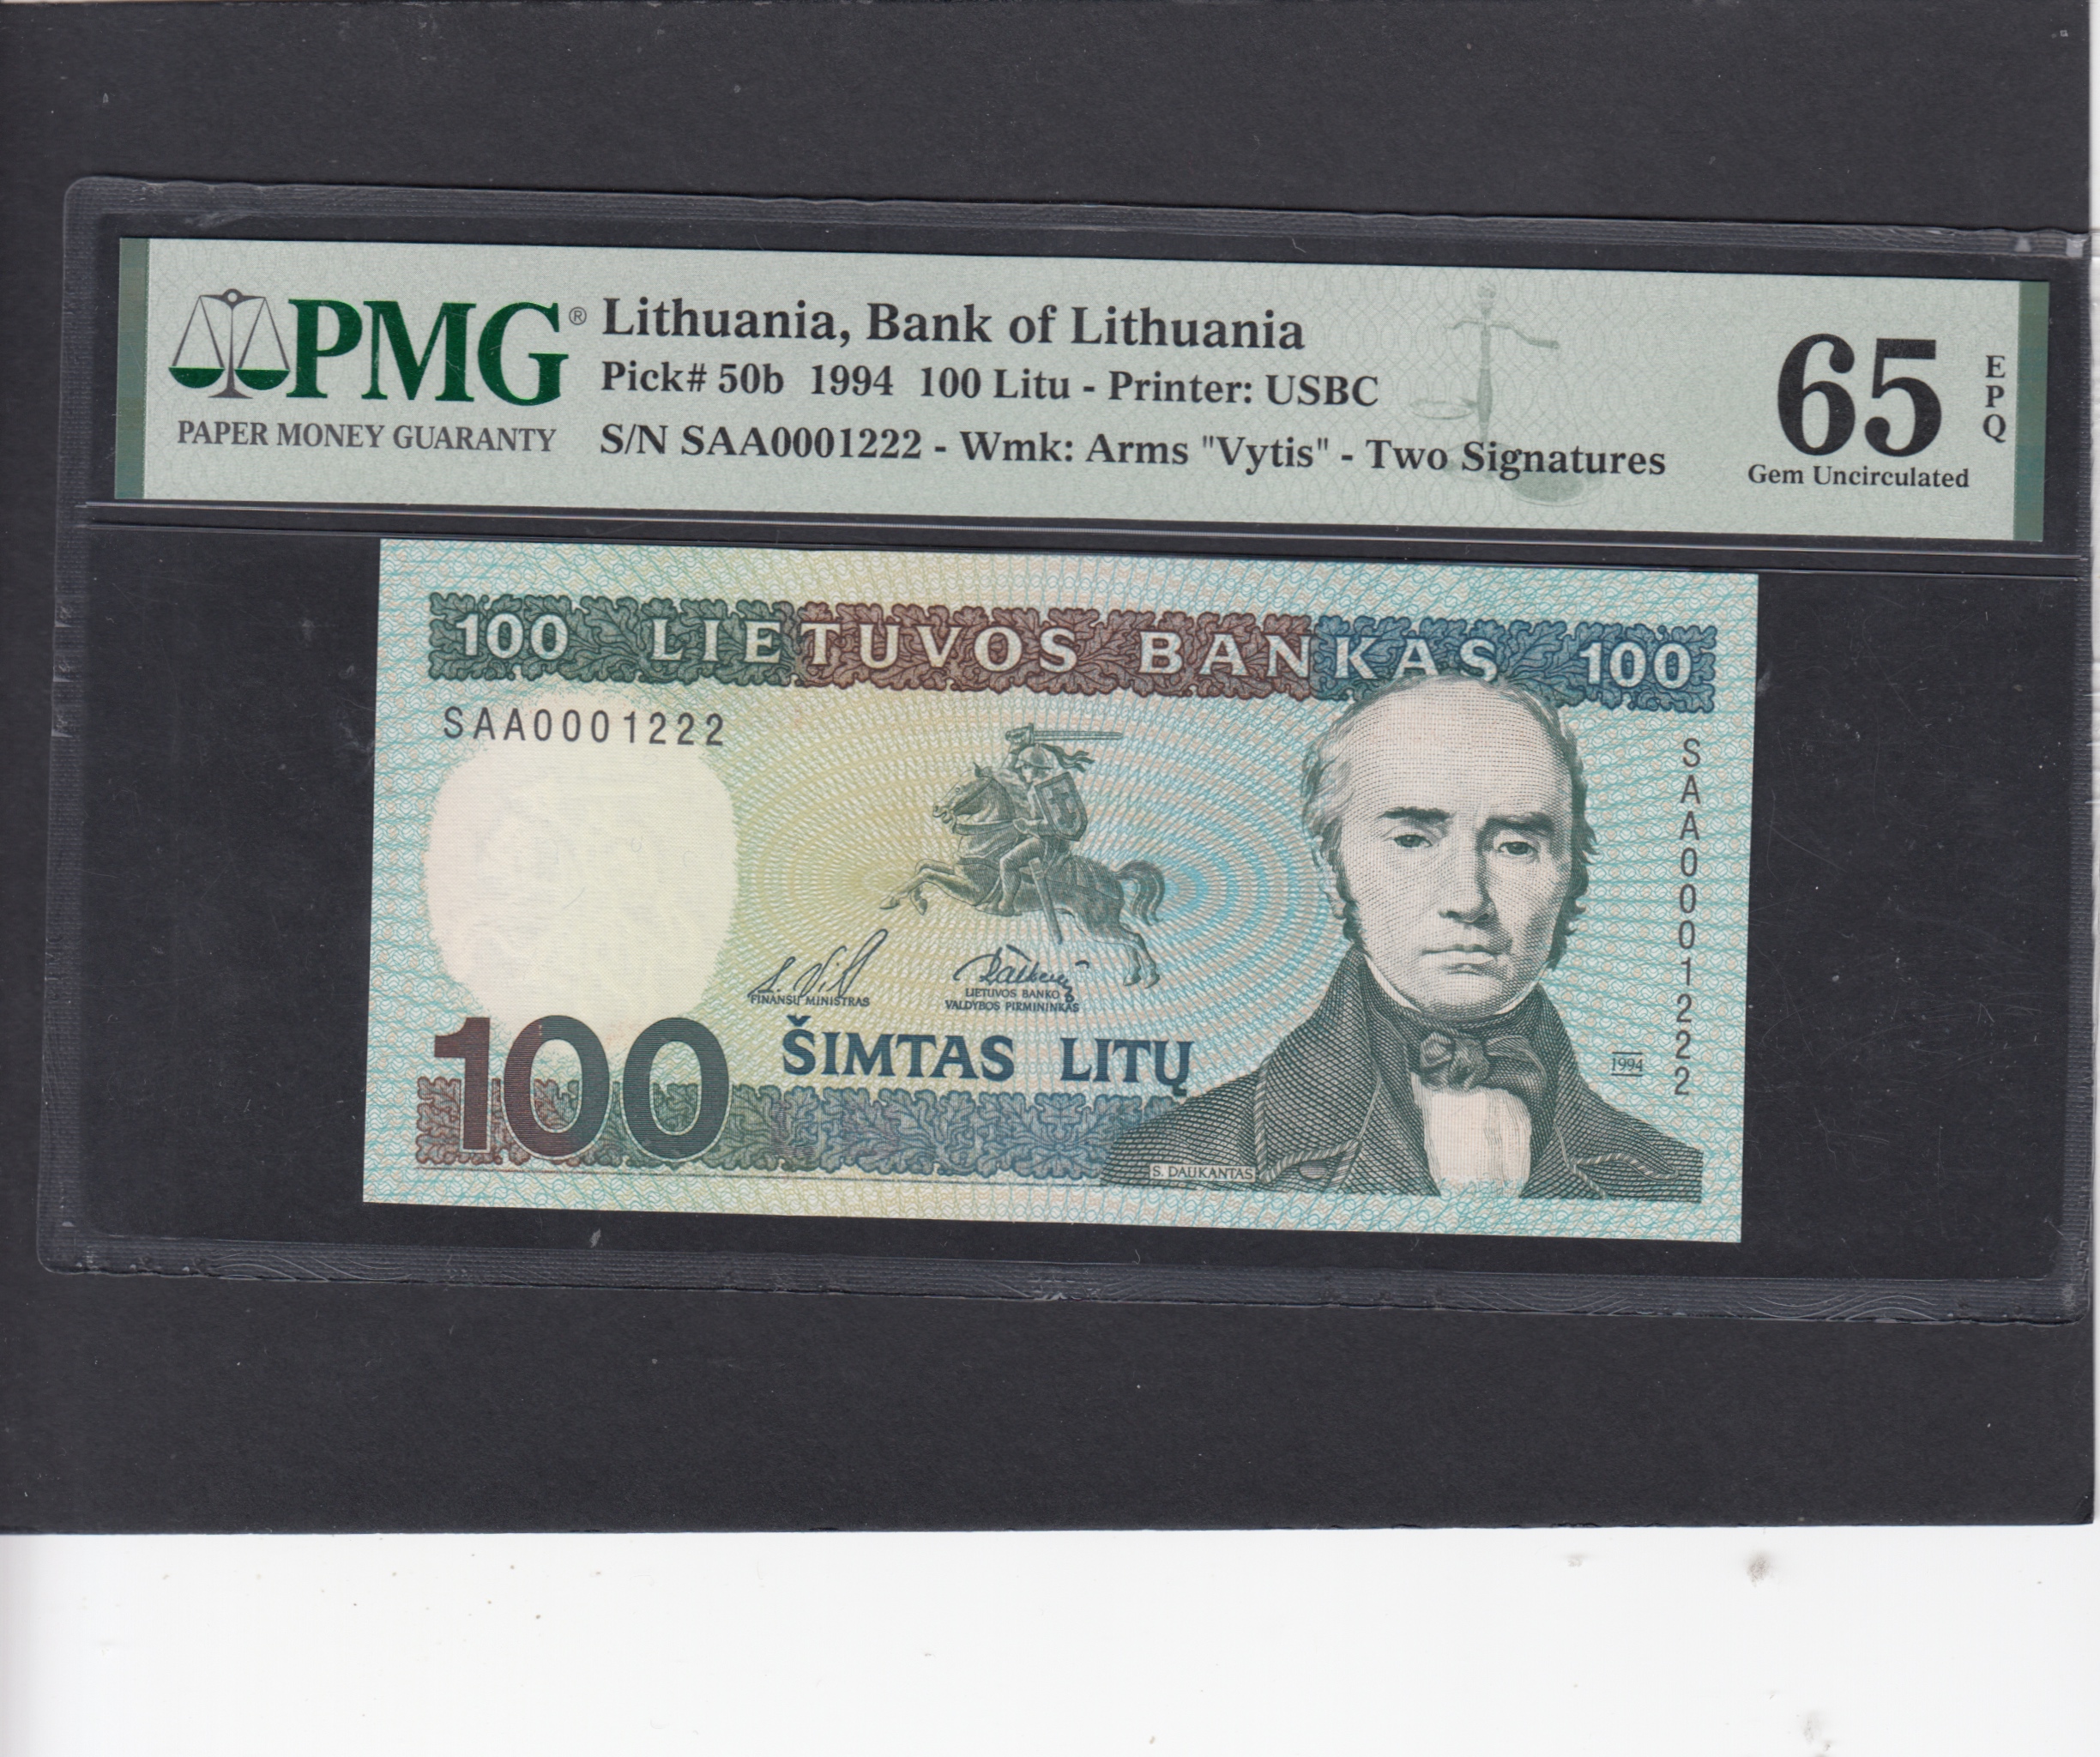 PMG®
PAPER MONEY GUARANTY
Lithuania, Bank of Lithuania
Pick# 50b 1994 100 Litu - Printer: USBC
S/N SAA0001222 - Wmk: Arms "Vytis" - Two Signatures
65
EPQ
Gem Uncirculated
100 LIETUVOS BANKAS 100
SAA0001222
SAA0001222
FINANSŲ MINISTRAS
LIETUVOS BANKO
VALDYBOS PIRMININKAS
100
ŠIMTAS LITŲ
1994
S. DAUKANTAS